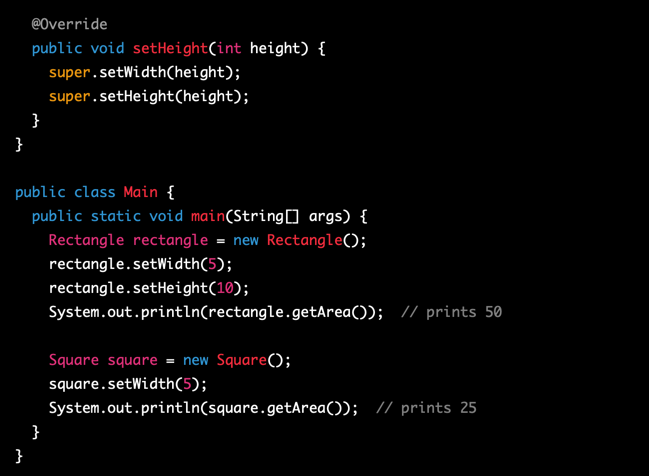 @Override
public void setHeight(int height) {
super.setWidth(height);
super.setHeight(height);
}
}
public class Main {
public static void main(String[] args) {
Rectangle rectangle = new Rectangle();
rectangle.setWidth(5);
rectangle.setHeight(10);
System.out.println(rectangle.getArea());  // prints 50
Square square = new Square();
square.setWidth(5);
System.out.println(square.getArea());  // prints 25
}
}